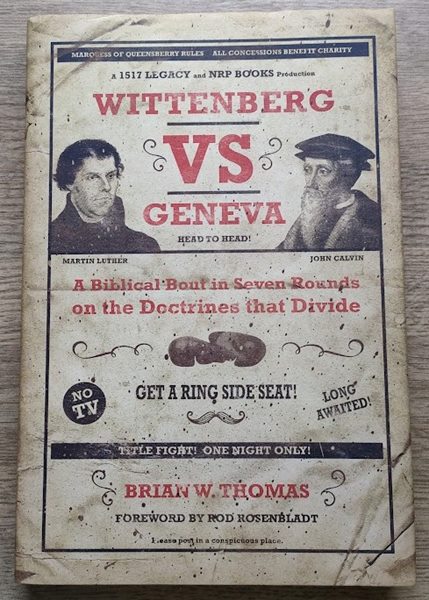 MARQUESS OF QUEENSBERRY RULES ALL CONCESSIONS BENEFIT CHARITY
A 1517 LEGACY and NRP BOOKS Production
WITTENBERG
VS
GENEVA
HEAD TO HEAD!
MARTIN LUTHER
JOHN CALVIN
A Biblical Bout in Seven Rounds
on the Doctrines that Divide
NO
TV
GET A RING SIDE SEAT!
LONG
AWAITED!
TITLE FIGHT! ONE NIGHT ONLY!
BRIAN W. THOMAS
FOREWORD BY ROD ROSENBLADT
Please post in a conspicuous place.